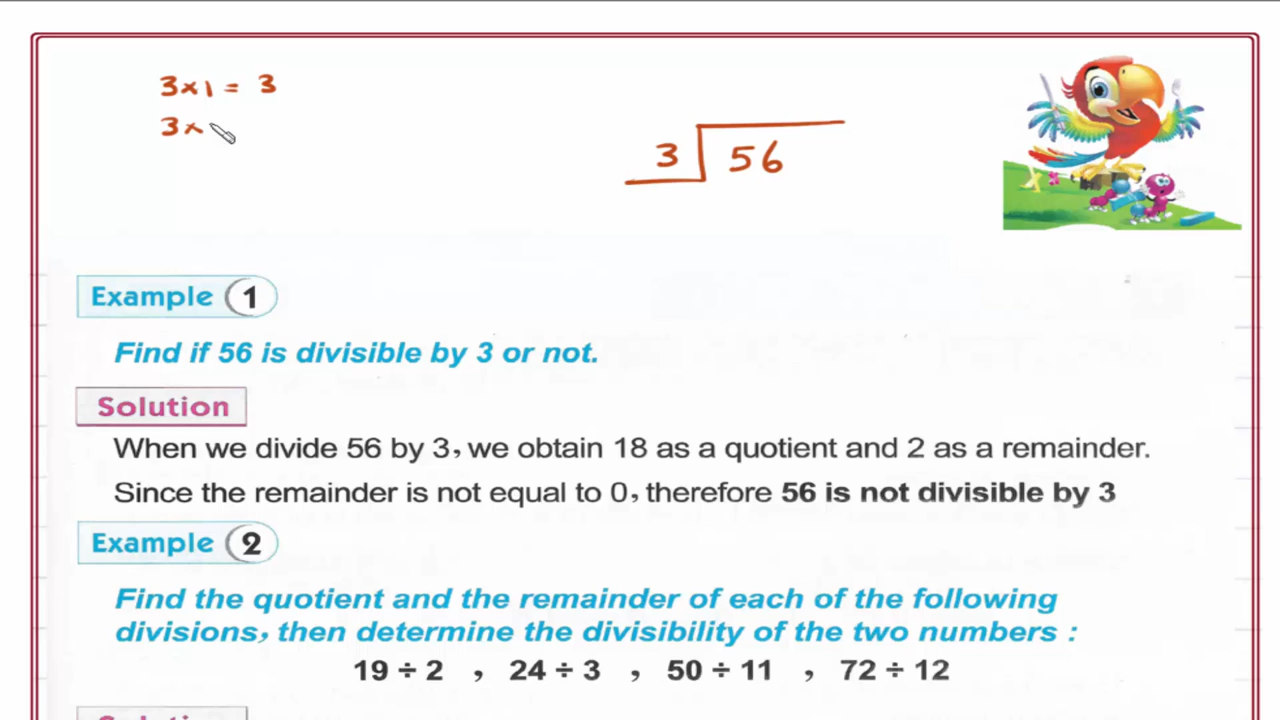 3×1 = 3
3×
3 56
Example 1
Find if 56 is divisible by 3 or not.
Solution
When we divide 56 by 3, we obtain 18 as a quotient and 2 as a remainder.
Since the remainder is not equal to 0, therefore 56 is not divisible by 3
Example 2
Find the quotient and the remainder of each of the following
divisions, then determine the divisibility of the two numbers :
19 ÷ 2 , 24 ÷ 3 , 50 ÷ 11 , 72 ÷ 12
Solution